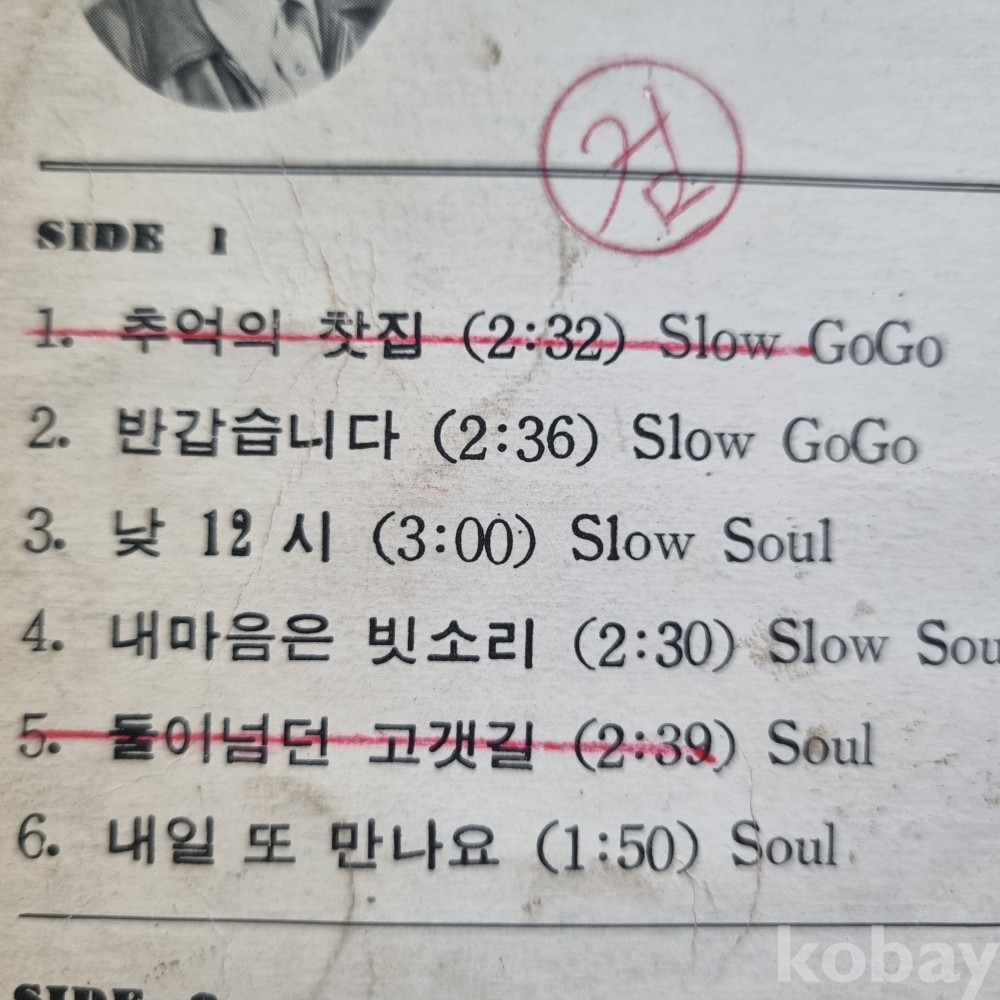 검
SIDE 1
1. 추억의 찻집 (2:32) Slow GoGo
2. 반갑습니다 (2:36) Slow GoGo
3. 낮 12 시 (3:00) Slow Soul
4. 내마음은 빗소리 (2:30) Slow Sou
5. 둘이넘던 고갯길 (2:39) Soul
6. 내일 또 만나요 (1:50) Soul
SIDE 2
kobay